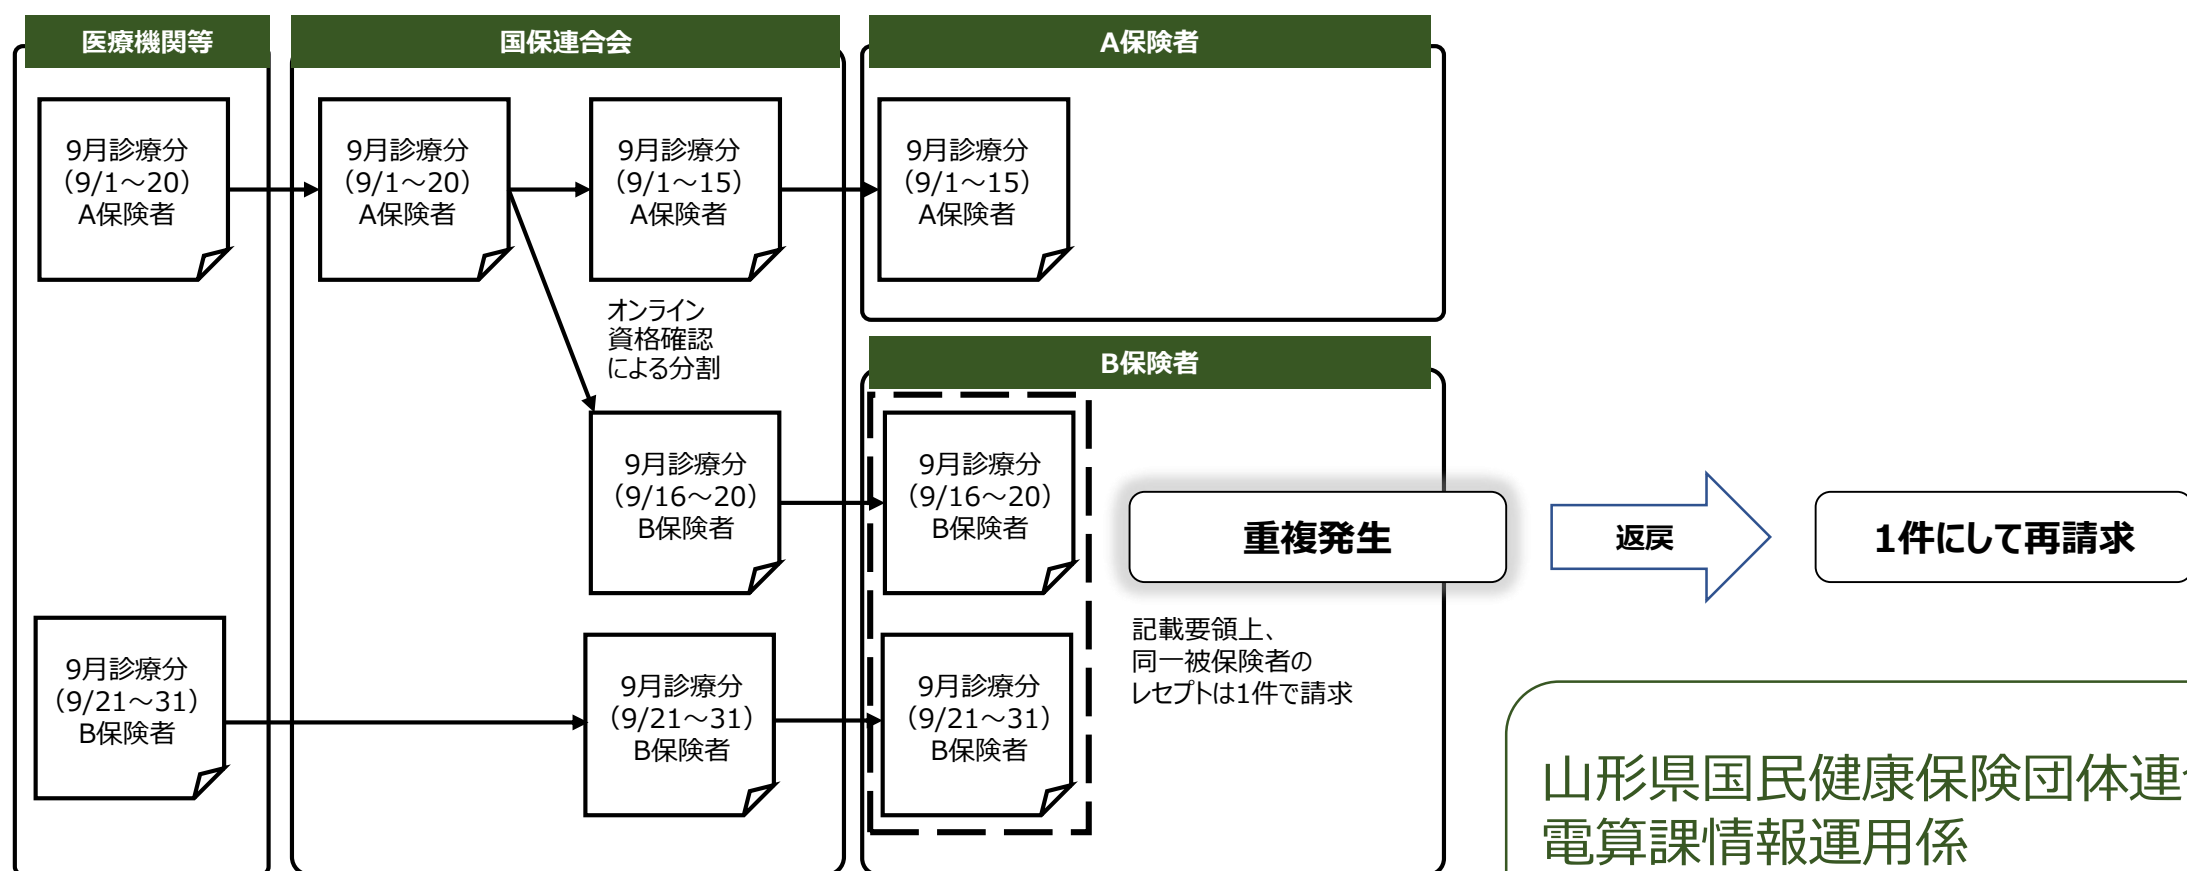 医療機関等
国保連合会
A保険者
9月診療分
（9/1～20）
A保険者
9月診療分
（9/1～20）
A保険者
9月診療分
（9/1～15）
A保険者
9月診療分
（9/1～15）
A保険者
オンライン
資格確認
による分割
B保険者
9月診療分
（9/16～20）
B保険者
9月診療分
（9/16～20）
B保険者
重複発生
返戻
1件にして再請求
記載要領上、
同一被保険者の
レセプトは1件で請求
9月診療分
（9/21～31）
B保険者
9月診療分
（9/21～31）
B保険者
9月診療分
（9/21～31）
B保険者
山形県国民健康保険団体連
電算課情報運用係